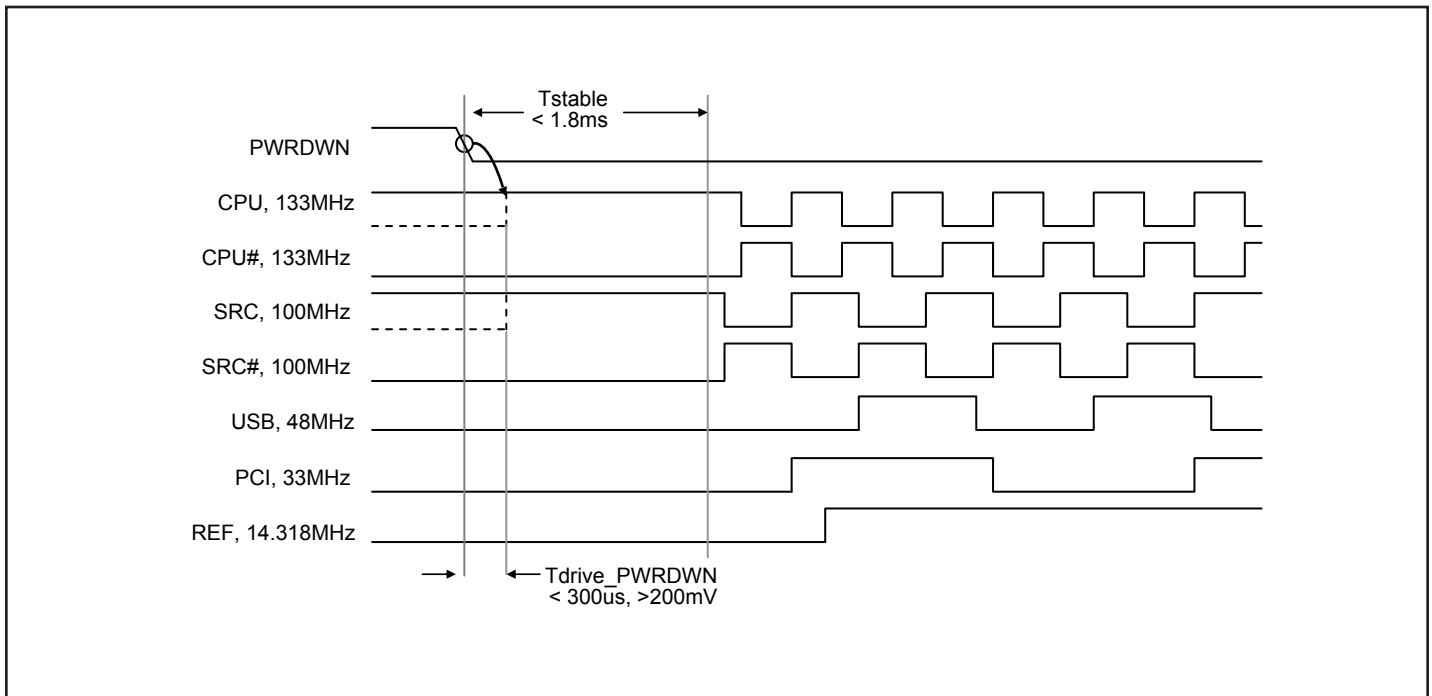 Tstable
< 1.8ms
PWRDWN
CPU, 133MHz
CPU#, 133MHz
SRC, 100MHz
SRC#, 100MHz
USB, 48MHz
PCI, 33MHz
REF, 14.318MHz
Tdrive_PWRDWN
< 300us, >200mV